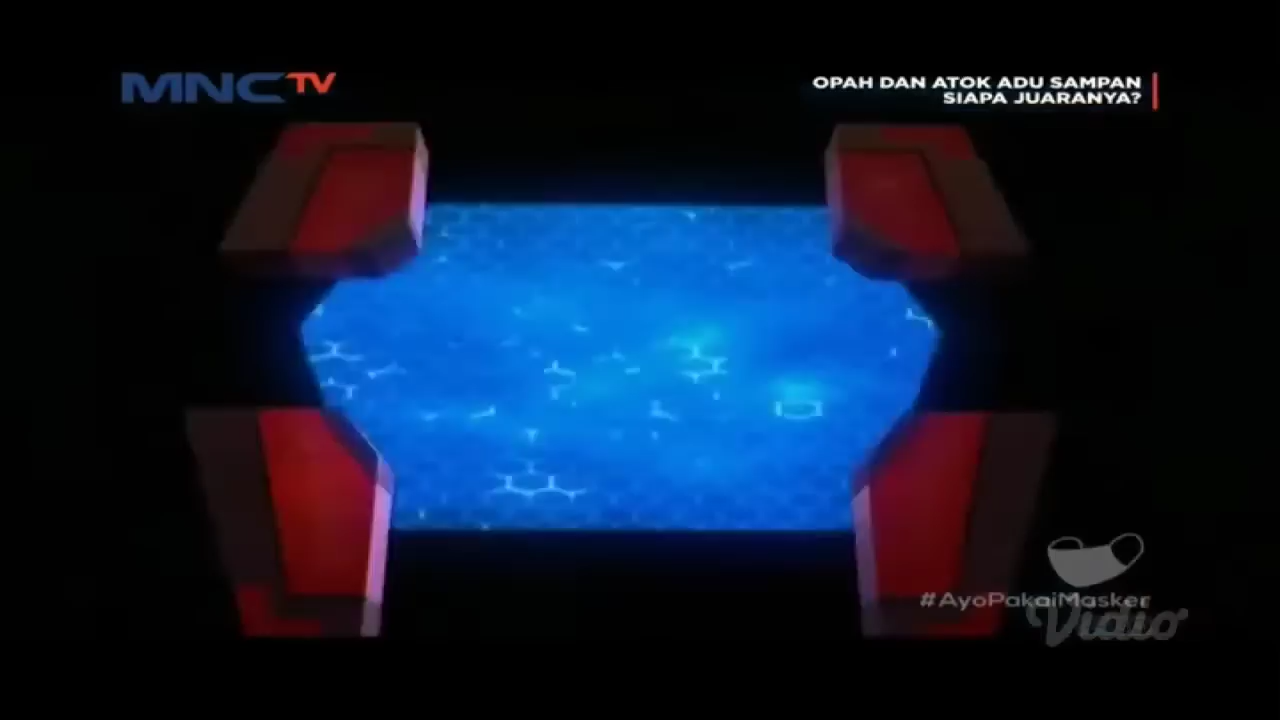 MNCTV
OPAH DAN ATOK ADU SAMPAN
SIAPA JUARANYA?
#AyoPakaiMasker
Vidio